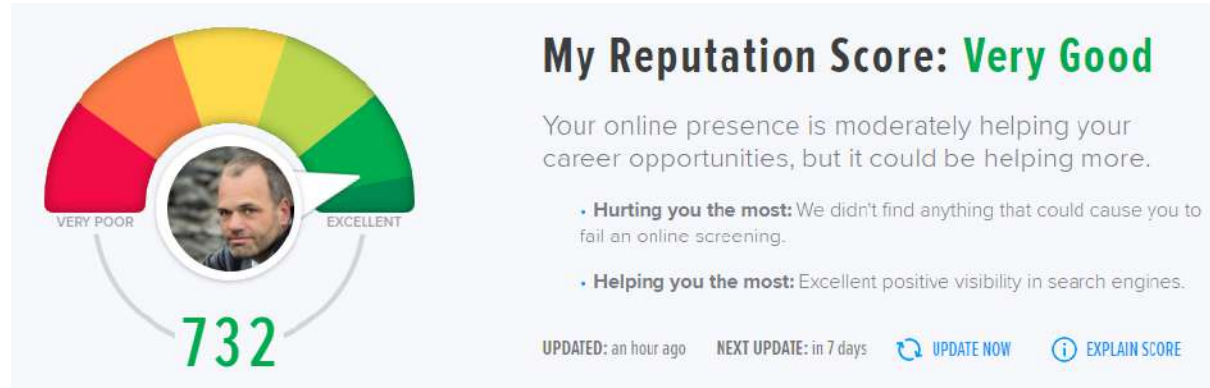 My Reputation Score: Very Good
Your online presence is moderately helping your
career opportunities, but it could be helping more.
• Hurting you the most: We didn't find anything that could cause you to
fail an online screening.
• Helping you the most: Excellent positive visibility in search engines.
VERY POOR
EXCELLENT
732
UPDATED: an hour ago NEXT UPDATE: in 7 days UPDATE NOW i EXPLAIN SCORE